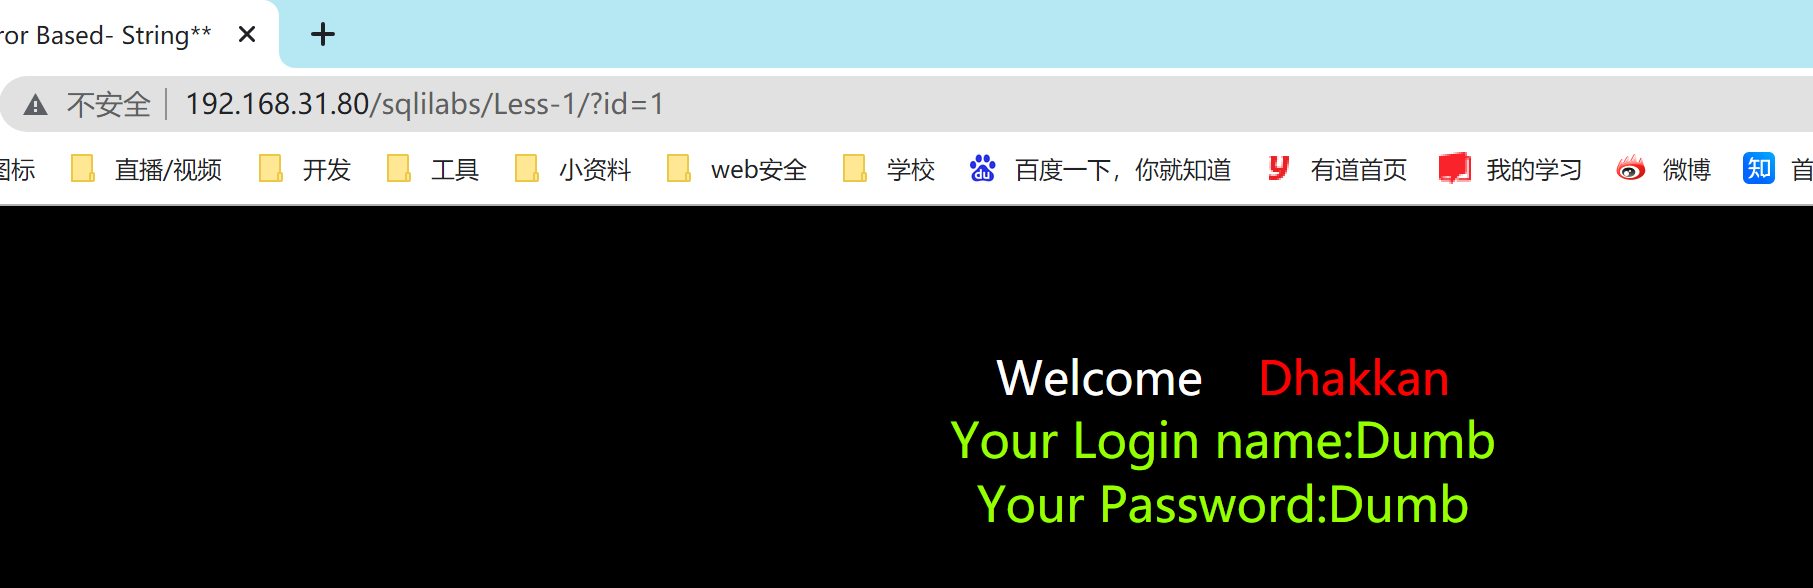 ror Based- String**
不安全 192.168.31.80/sqlilabs/Less-1/?id=1
图标 直播/视频 开发 工具 小资料 web安全 学校 du 百度一下，你就知道 y 有道首页 我的学习 微博 知 首
Welcome Dhakkan
Your Login name:Dumb
Your Password:Dumb